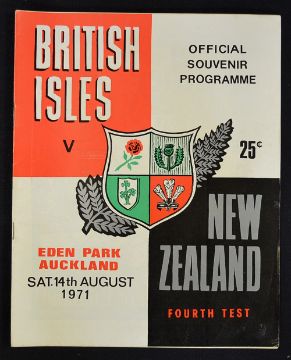 BRITISH
ISLES
V
OFFICIAL
SOUVENIR
PROGRAMME
25c
EDEN PARK
AUCKLAND
SAT. 14th AUGUST
1971
NEW
ZEALAND
FOURTH TEST